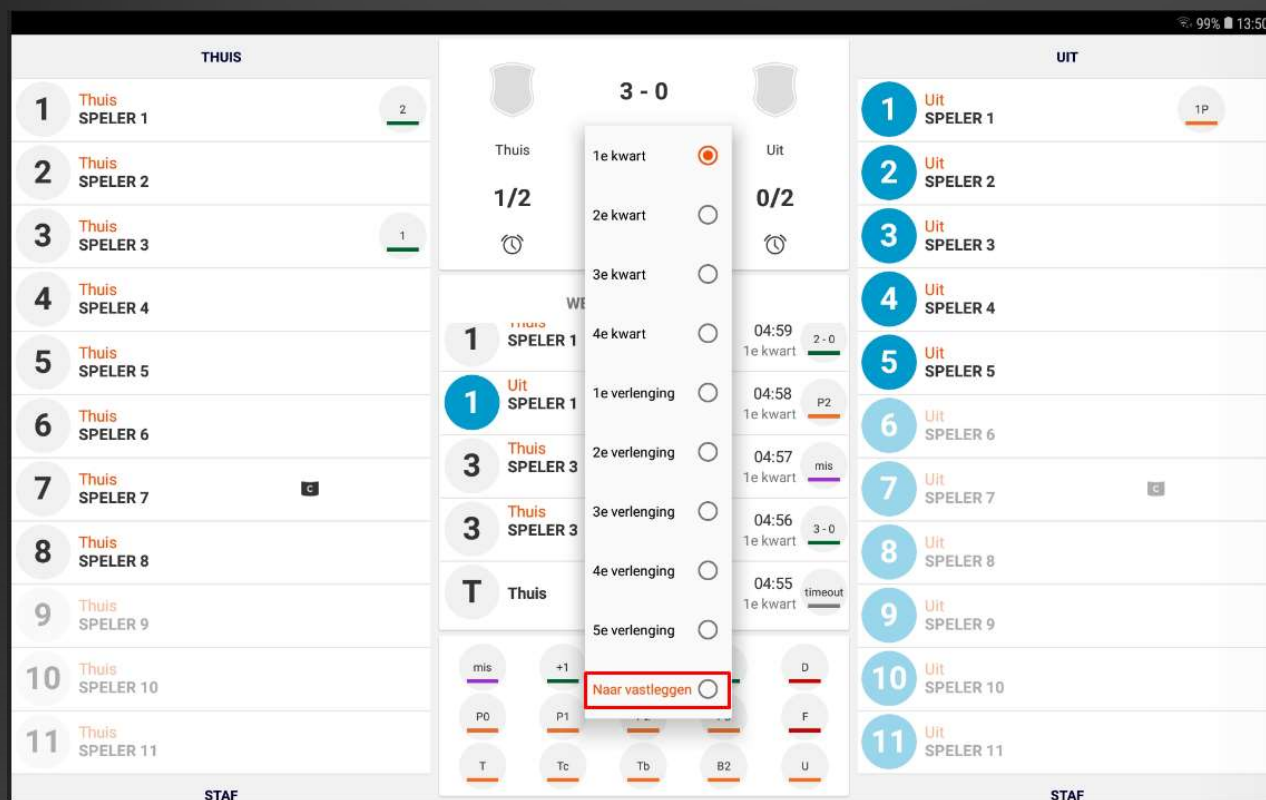 99% 13:50
THUIS
1 Thuis
SPELER 1
2
2 Thuis
SPELER 2
3 Thuis
SPELER 3
1
4 Thuis
SPELER 4
5 Thuis
SPELER 5
6 Thuis
SPELER 6
7 Thuis
SPELER 7
C
8 Thuis
SPELER 8
9 Thuis
SPELER 9
10 Thuis
SPELER 10
11 Thuis
SPELER 11
STAF
3 - 0
Thuis
Uit
1/2
0/2
1e kwart
2e kwart
3e kwart
4e kwart
1e verlenging
2e verlenging
3e verlenging
4e verlenging
5e verlenging
Naar vastleggen
WE
1 Thuis
SPELER 1
04:59
1e kwart
2 - 0
1 Uit
SPELER 1
04:58
1e kwart
P2
3 Thuis
SPELER 3
04:57
1e kwart
mis
3 Thuis
SPELER 3
04:56
1e kwart
3 - 0
T Thuis
04:55
1e kwart
timeout
mis +1 D
P0 P1 F
T Tc Tb B2 U
UIT
1 Uit
SPELER 1
1P
2 Uit
SPELER 2
3 Uit
SPELER 3
4 Uit
SPELER 4
5 Uit
SPELER 5
6 Uit
SPELER 6
7 Uit
SPELER 7
C
8 Uit
SPELER 8
9 Uit
SPELER 9
10 Uit
SPELER 10
11 Uit
SPELER 11
STAF